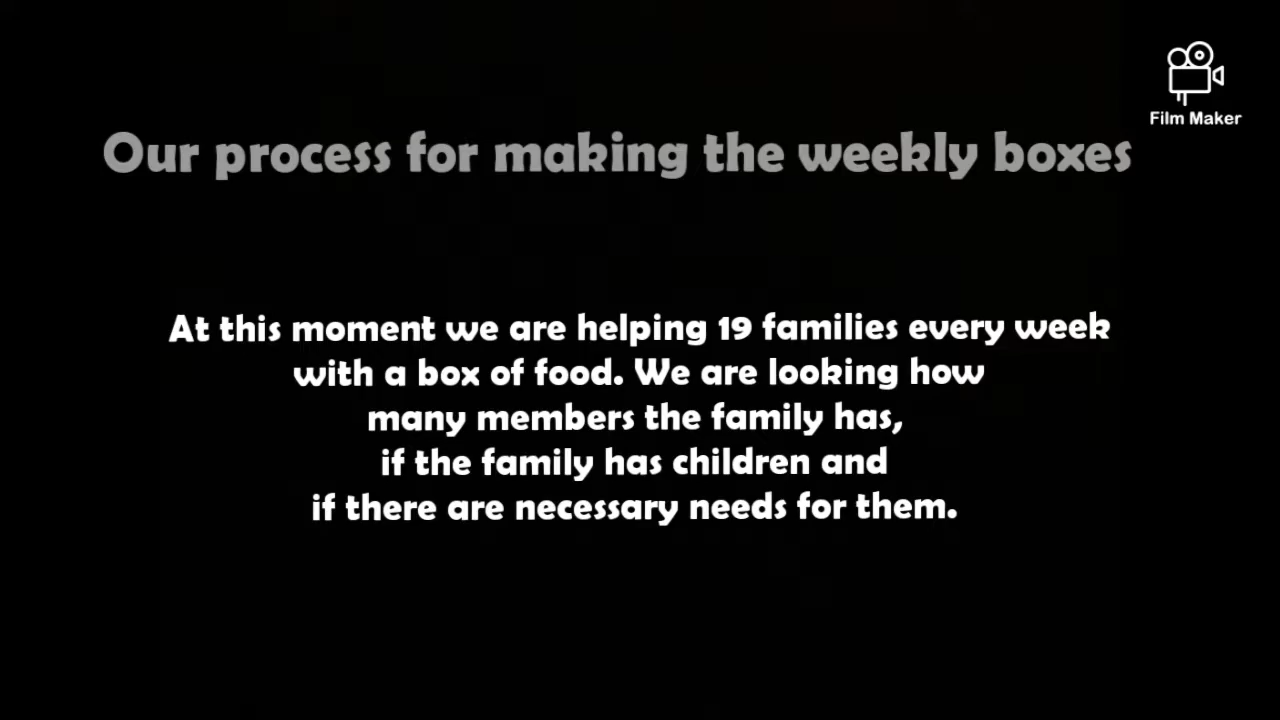 Film Maker
Our process for making the weekly boxes
At this moment we are helping 19 families every week
with a box of food. We are looking how
many members the family has,
if the family has children and
if there are necessary needs for them.